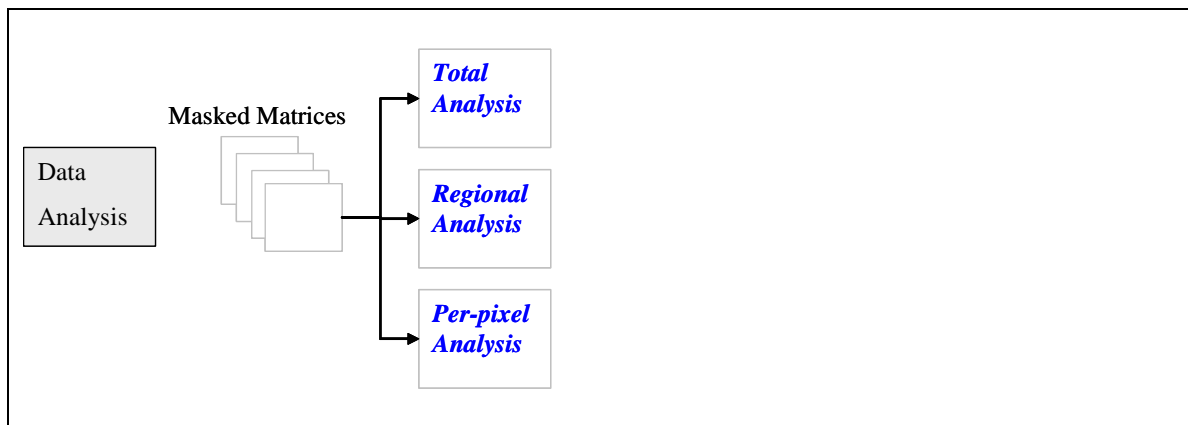 Data
Analysis
Masked Matrices
Total
Analysis
Regional
Analysis
Per-pixel
Analysis